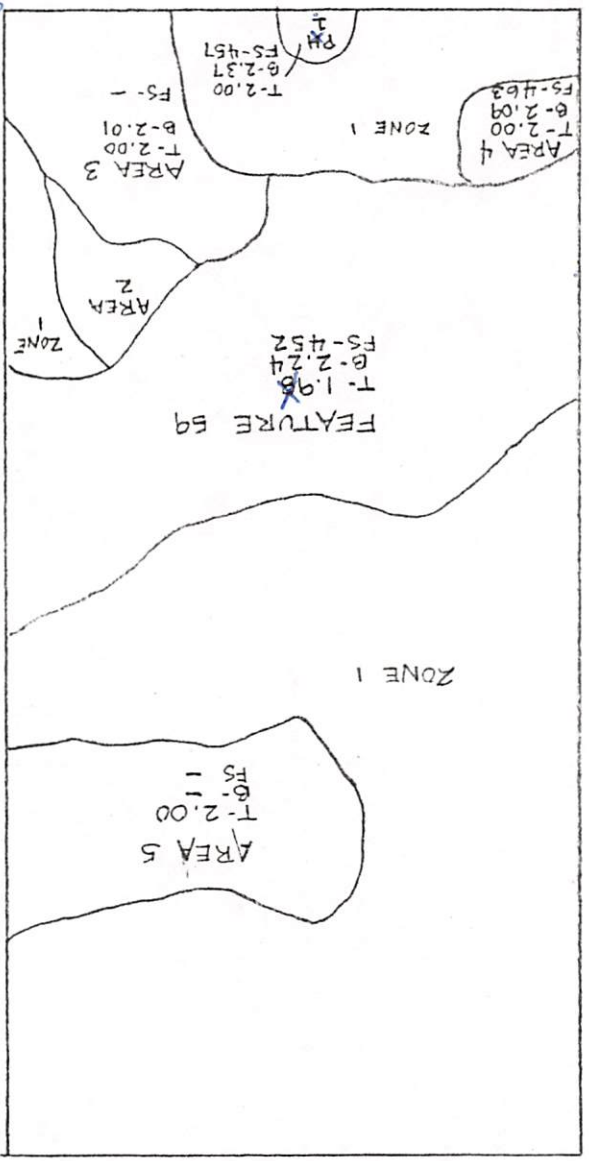 AREA 5
T-2.00
B- –
FS –
ZONE 1
FEATURE 59
T-1.98
B-2.24
FS-452
ZONE
1
AREA
2
AREA 3
T-2.00
B-2.01
FS- –
AREA 4
T-2.00
B-2.09
FS-463
ZONE 1
T-2.00
B-2.37
FS-457
PH
1